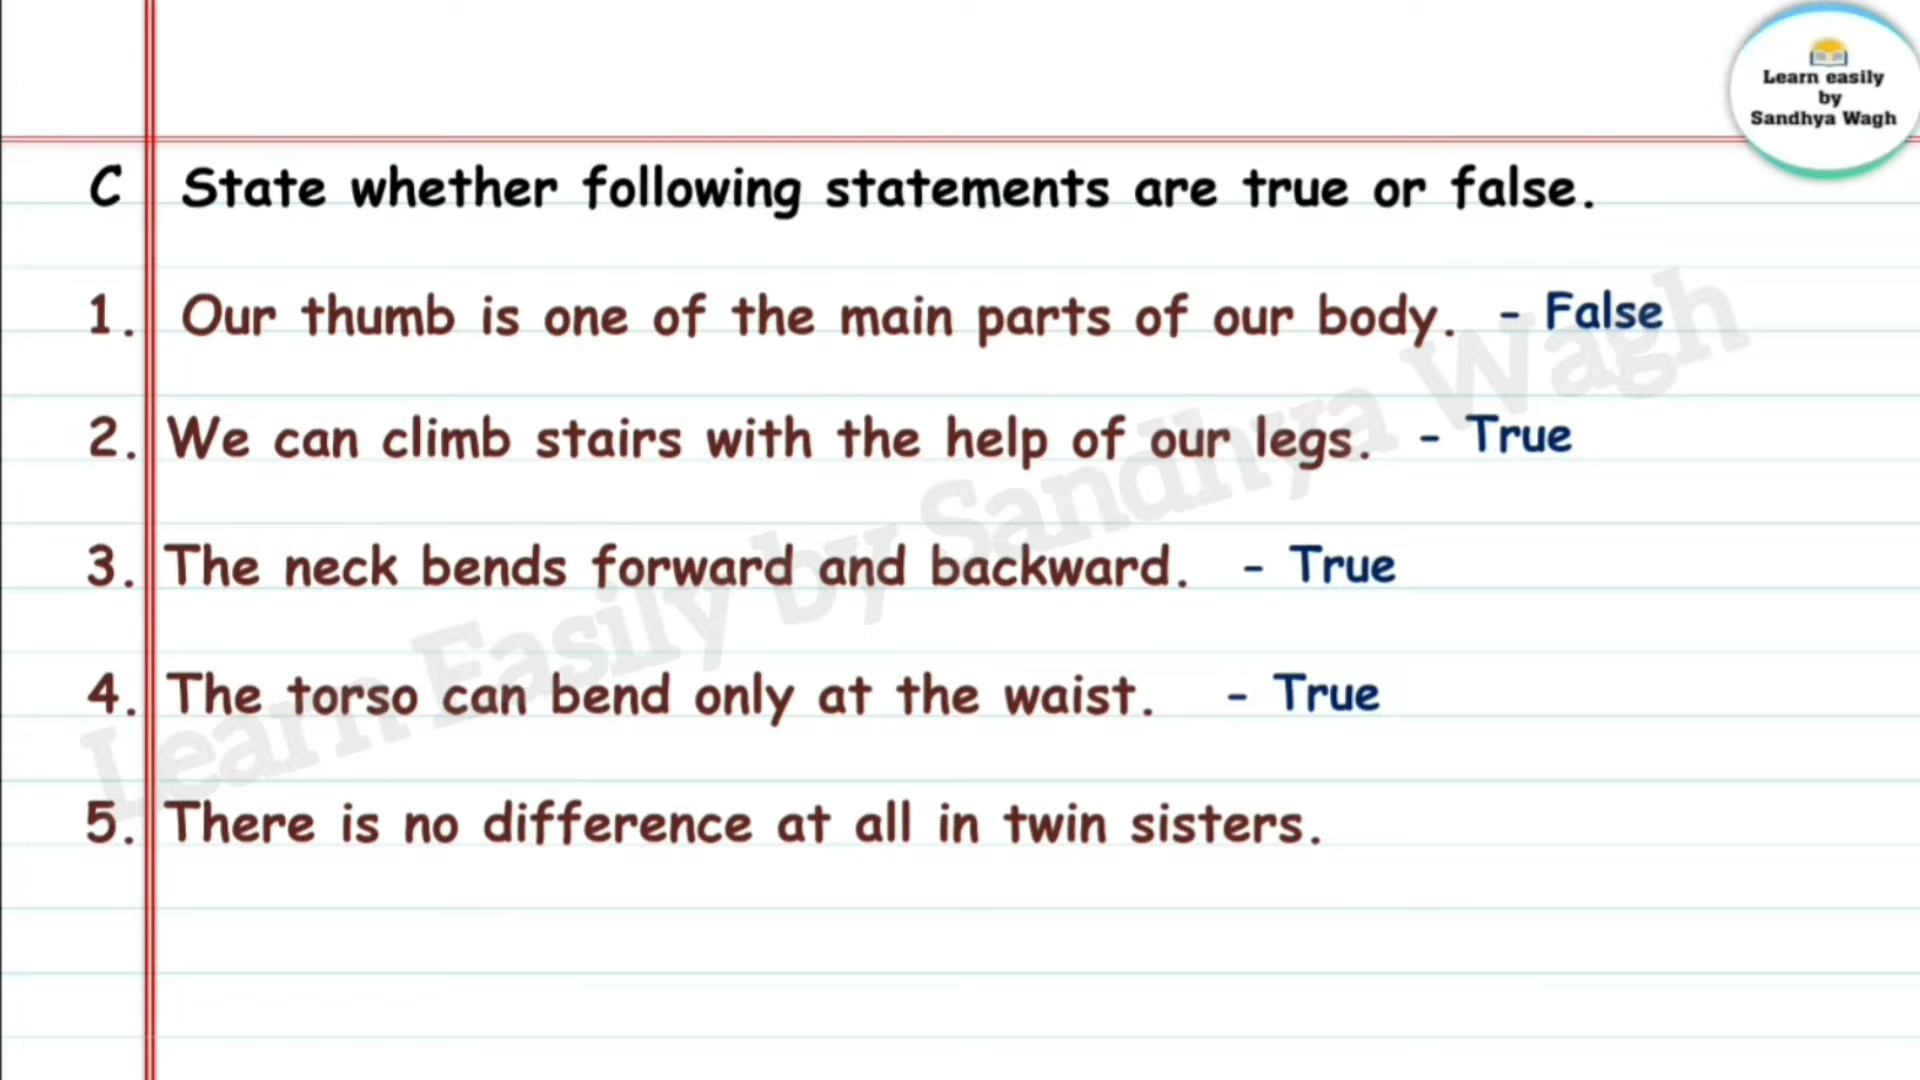 Learn easily
by
Sandhya Wagh
C State whether following statements are true or false.
1. Our thumb is one of the main parts of our body. - False
2. We can climb stairs with the help of our legs. - True
3. The neck bends forward and backward. - True
4. The torso can bend only at the waist. - True
5. There is no difference at all in twin sisters.
Learn Easily by Sandhya Wagh